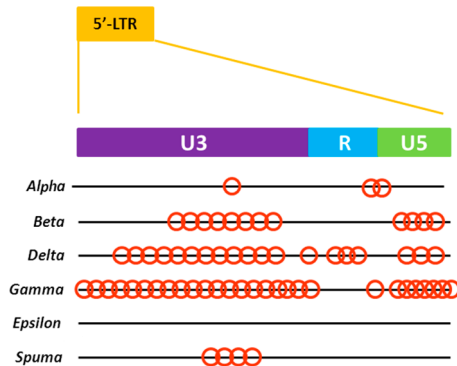 5'-LTR
U3 R U5
Alpha
Beta
Delta
Gamma
Epsilon
Spuma